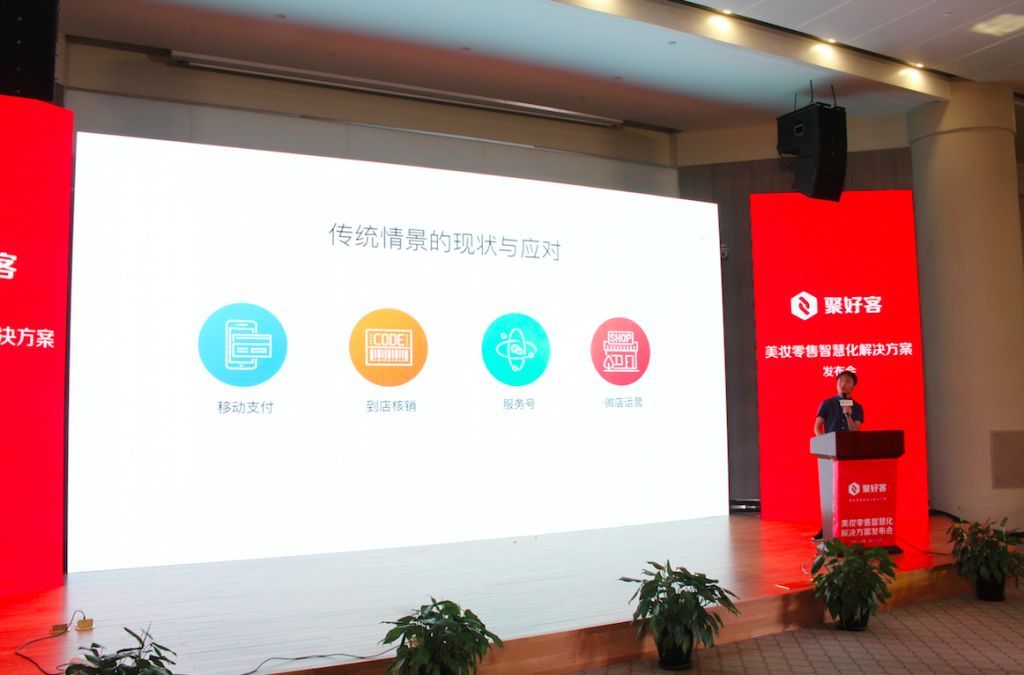 客
决方案
传统情景的现状与应对
CODE
SHOP
移动支付
到店核销
服务号
微店运营
聚好客
美妆零售智慧化解决方案
发布会
聚好客
美妆零售智慧化
解决方案发布会